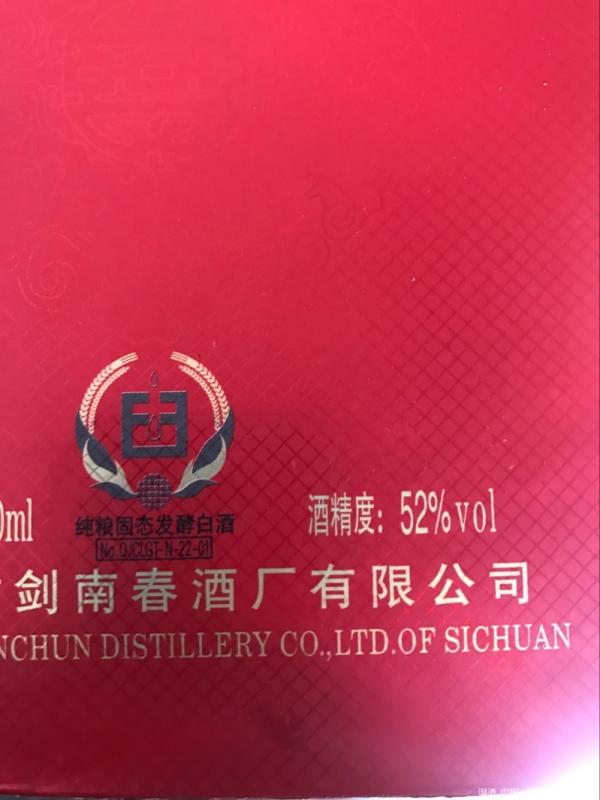 0ml
纯粮固态发酵白酒
No.QJCLGT-N-22-01
酒精度：52%vol
剑南春酒厂有限公司
NCHUN DISTILLERY CO.,LTD.OF SICHUAN